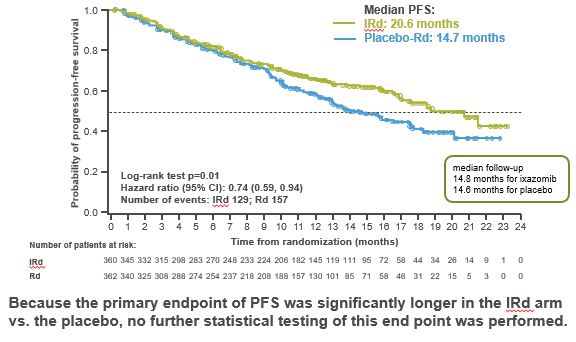 Median PFS:
IRd: 20.6 months
Placebo-Rd: 14.7 months
Probability of progression-free survival
1.0
0.8
0.6
0.4
0.2
0.0
Log-rank test p=0.01
Hazard ratio (95% CI): 0.74 (0.59, 0.94)
Number of events: IRd 129; Rd 157
median follow-up
14.8 months for ixazomib
14.6 months for placebo
0 1 2 3 4 5 6 7 8 9 10 11 12 13 14 15 16 17 18 19 20 21 22 23 24
Time from randomization (months)
Number of patients at risk:
IRd 360 345 332 315 298 283 270 248 233 224 206 182 145 119 111 95 72 58 44 34 26 14 9 1 0
Rd 362 340 325 308 288 274 254 237 218 208 188 157 130 101 85 71 58 46 31 22 15 5 3 0 0
Because the primary endpoint of PFS was significantly longer in the IRd arm
vs. the placebo, no further statistical testing of this end point was performed.